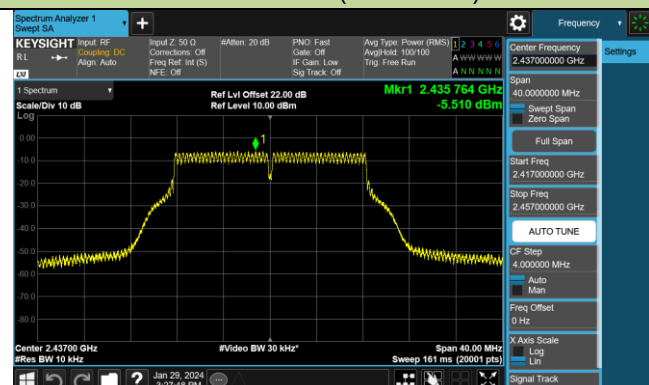 Spectrum Analyzer 1
Swept SA
+
Frequency
KEYSIGHT
RL
LXI
Input: RF
Coupling: DC
Align: Auto
Input Z: 50 Ω
Corrections: Off
Freq Ref: Int (S)
NFE: Off
#Atten: 20 dB
PNO: Fast
Gate: Off
IF Gain: Low
Sig Track: Off
Avg Type: Power (RMS)
Avg|Hold: 100/100
Trig: Free Run
1 2 3 4 5 6
A W W W W W
A N N N N N
1 Spectrum
Scale/Div 10 dB
Log
Ref Lvl Offset 22.00 dB
Ref Level 10.00 dBm
Mkr1 2.435 764 GHz
-5.510 dBm
0.00
-10.0
-20.0
-30.0
-40.0
-50.0
-60.0
-70.0
-80.0
1
Center 2.43700 GHz
#Res BW 10 kHz
#Video BW 30 kHz*
Span 40.00 MHz
Sweep 161 ms (20001 pts)
Jan 29, 2024
3:27:48 PM
?
Center Frequency
2.437000000 GHz
Settings
Span
40.0000000 MHz
Swept Span
Zero Span
Full Span
Start Freq
2.417000000 GHz
Stop Freq
2.457000000 GHz
AUTO TUNE
CF Step
4.000000 MHz
Auto
Man
Freq Offset
0 Hz
X Axis Scale
Log
Lin
Signal Track